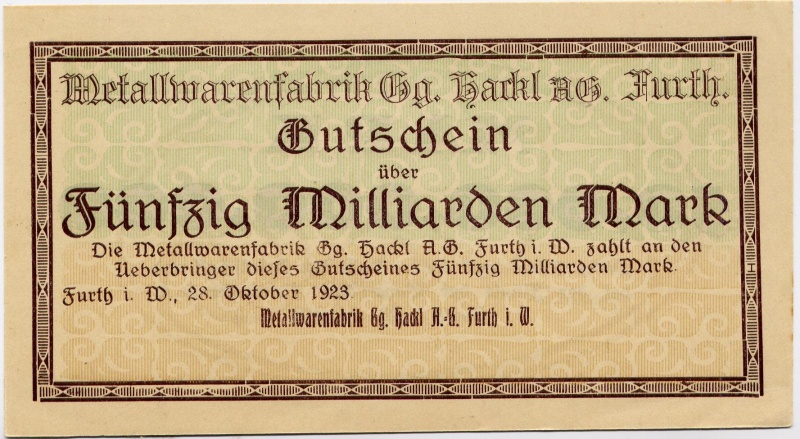 Metallwarenfabrik Gg. Hackl AG. Furth.
Gutschein
über
Fünfzig Milliarden Mark
Die Metallwarenfabrik Gg. Hackl A.G. Furth i. W. zahlt an den
Ueberbringer dieses Gutscheines Fünfzig Milliarden Mark.
Furth i. W., 28. Oktober 1923
Metallwarenfabrik Gg. Hackl A.-G. Furth i. W.